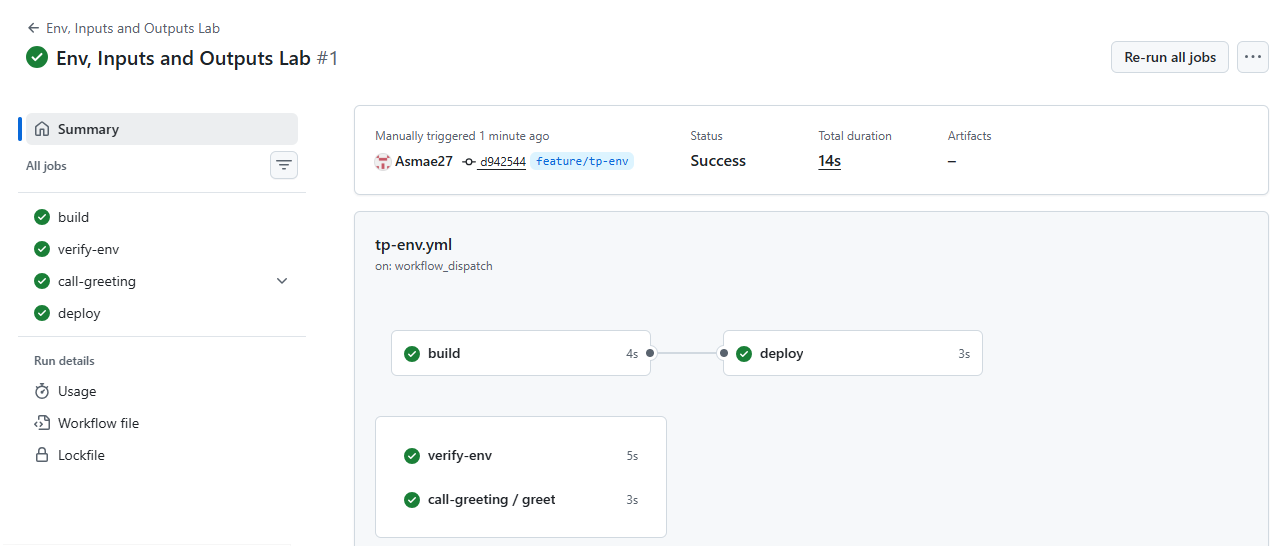 Env, Inputs and Outputs Lab
Env, Inputs and Outputs Lab #1
Re-run all jobs
Summary
All jobs
build
verify-env
call-greeting
deploy
Run details
Usage
Workflow file
Lockfile
Manually triggered 1 minute ago
Asmae27 d942544 feature/tp-env
Status
Success
Total duration
14s
Artifacts
–
tp-env.yml
on: workflow_dispatch
build 4s
deploy 3s
verify-env 5s
call-greeting / greet 3s